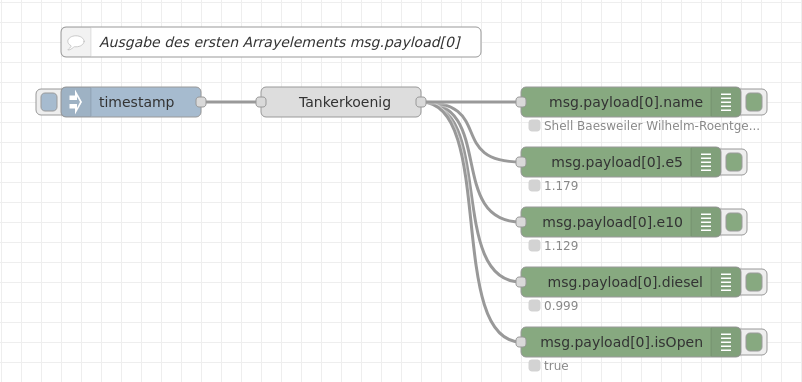 Ausgabe des ersten Arrayelements msg.payload[0]
timestamp
Tankerkoenig
msg.payload[0].name
Shell Baesweiler Wilhelm-Roentge...
msg.payload[0].e5
1.179
msg.payload[0].e10
1.129
msg.payload[0].diesel
0.999
msg.payload[0].isOpen
true